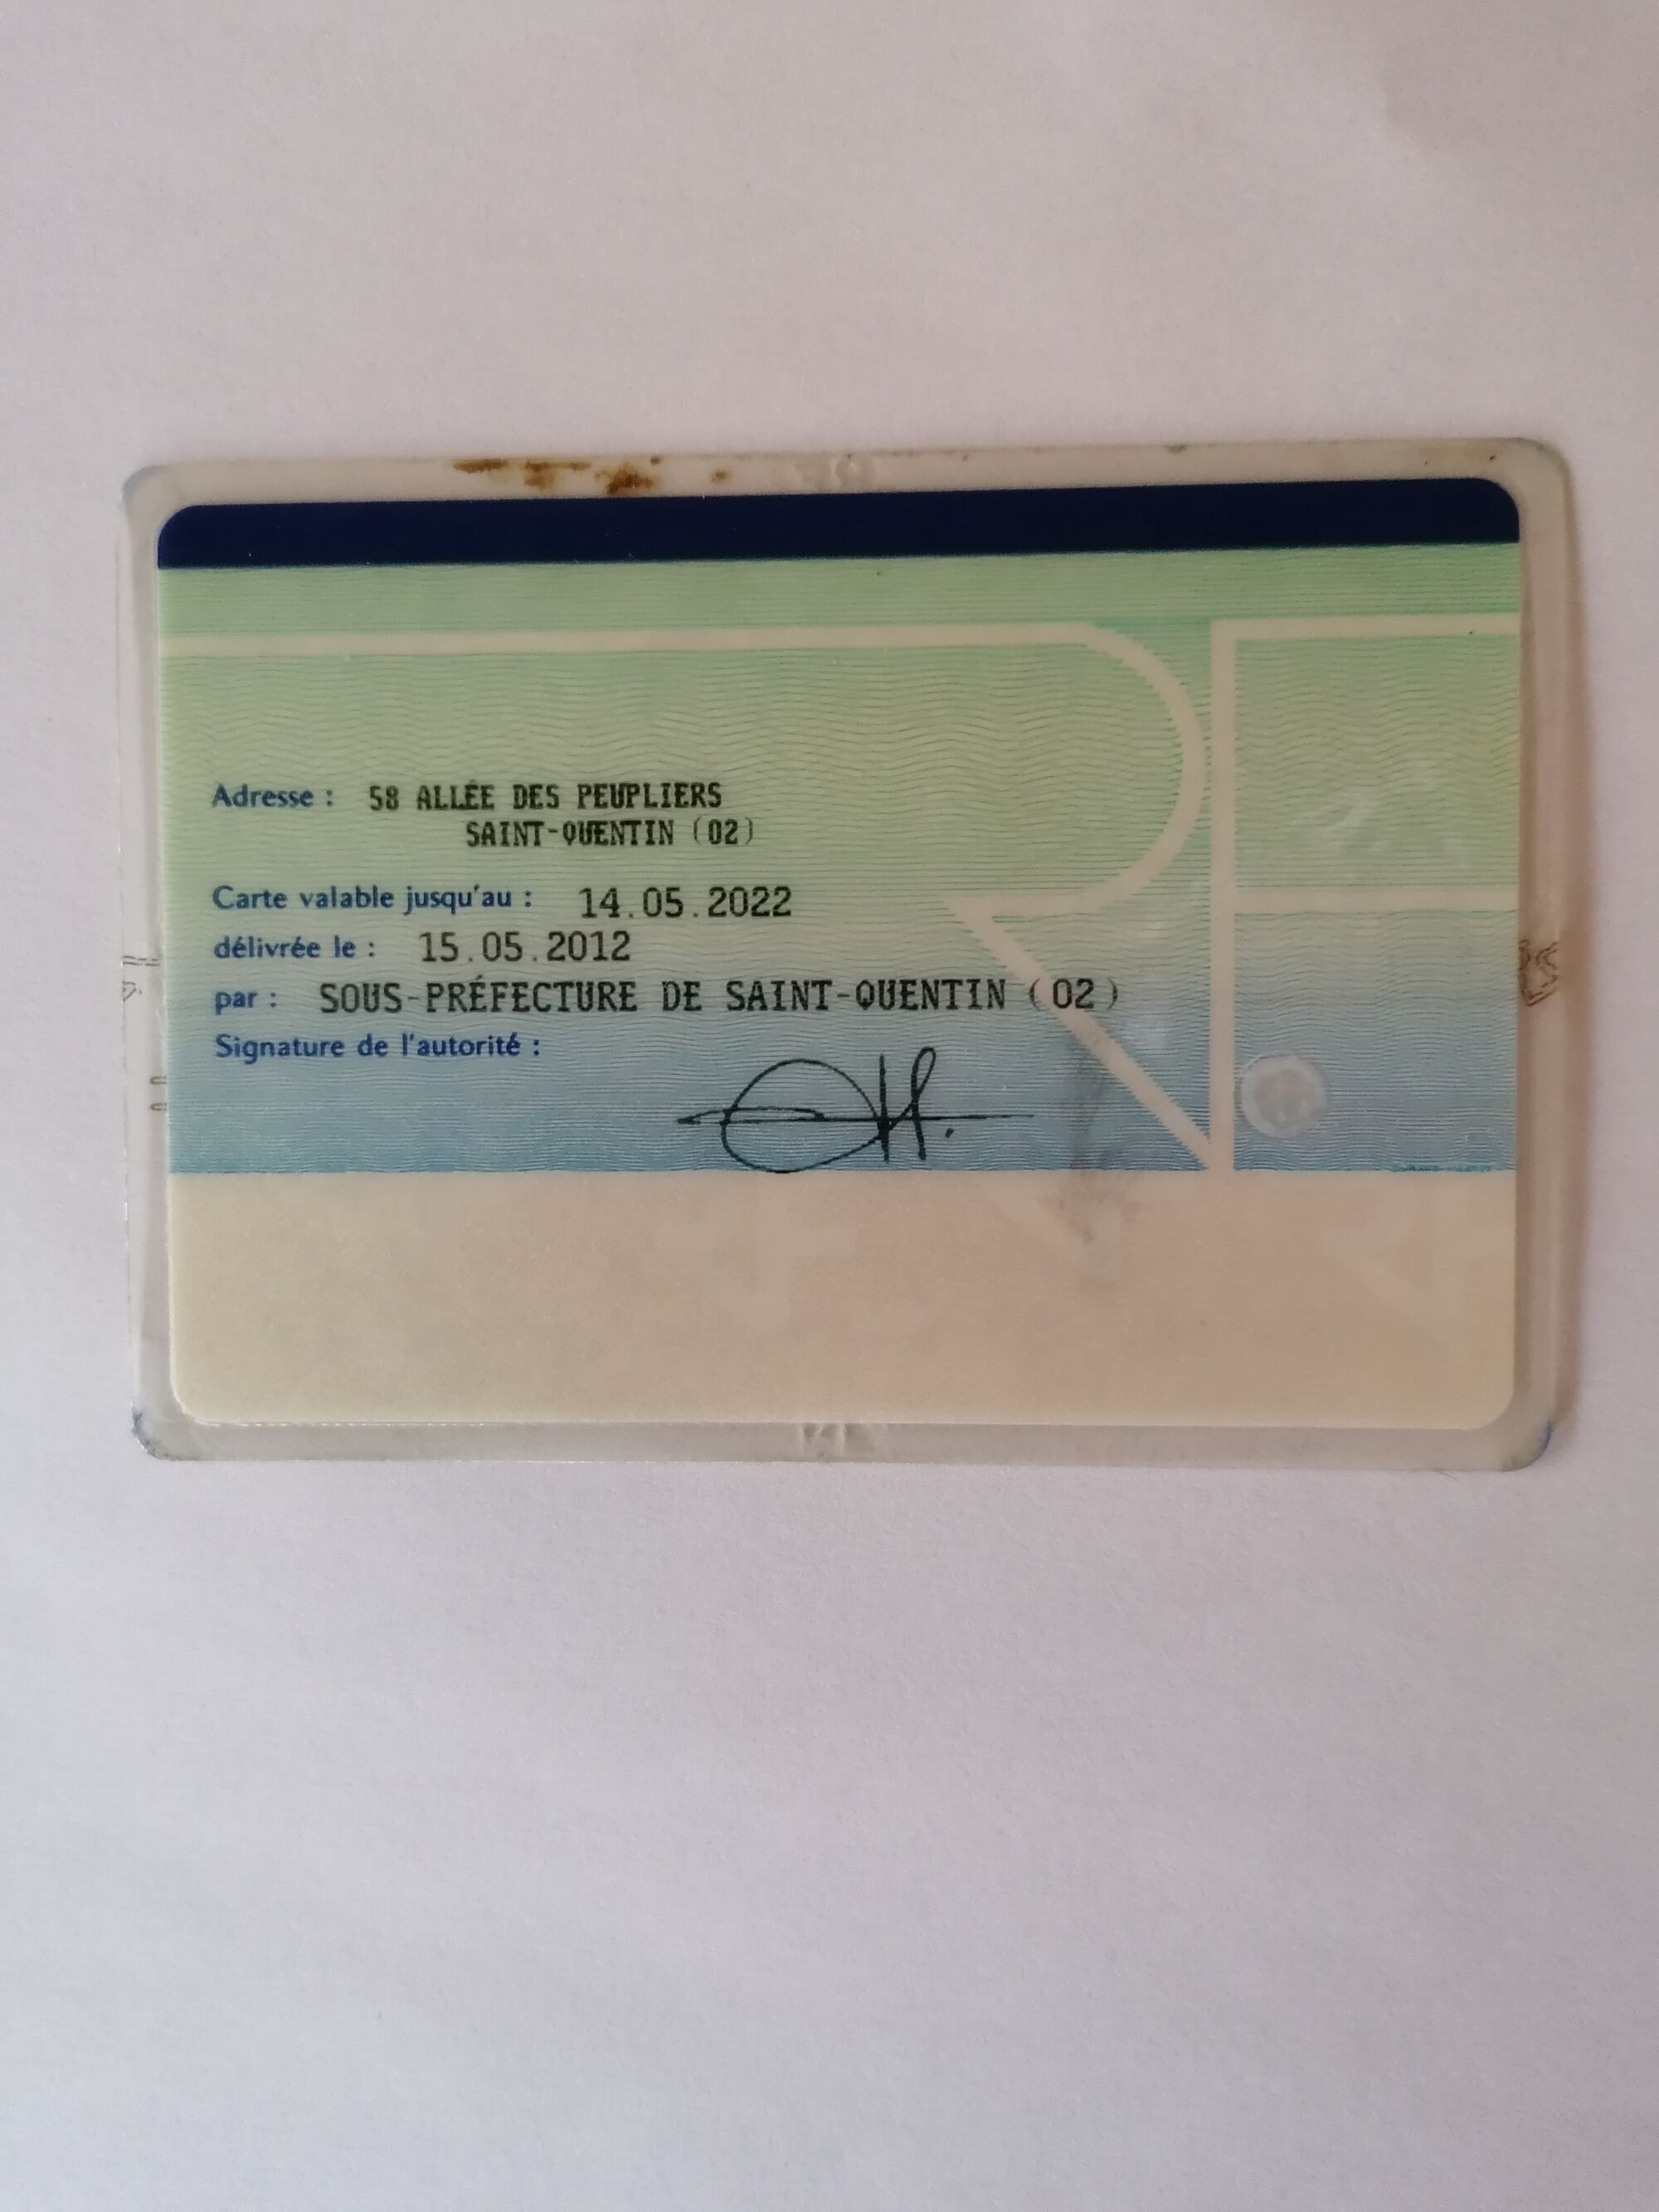 Adresse : 58 ALLÉE DES PEUPLIERS
SAINT-QUENTIN (02)
Carte valable jusqu'au : 14.05.2022
délivrée le : 15.05.2012
par : SOUS-PRÉFECTURE DE SAINT-QUENTIN (02)
Signature de l'autorité :
RF